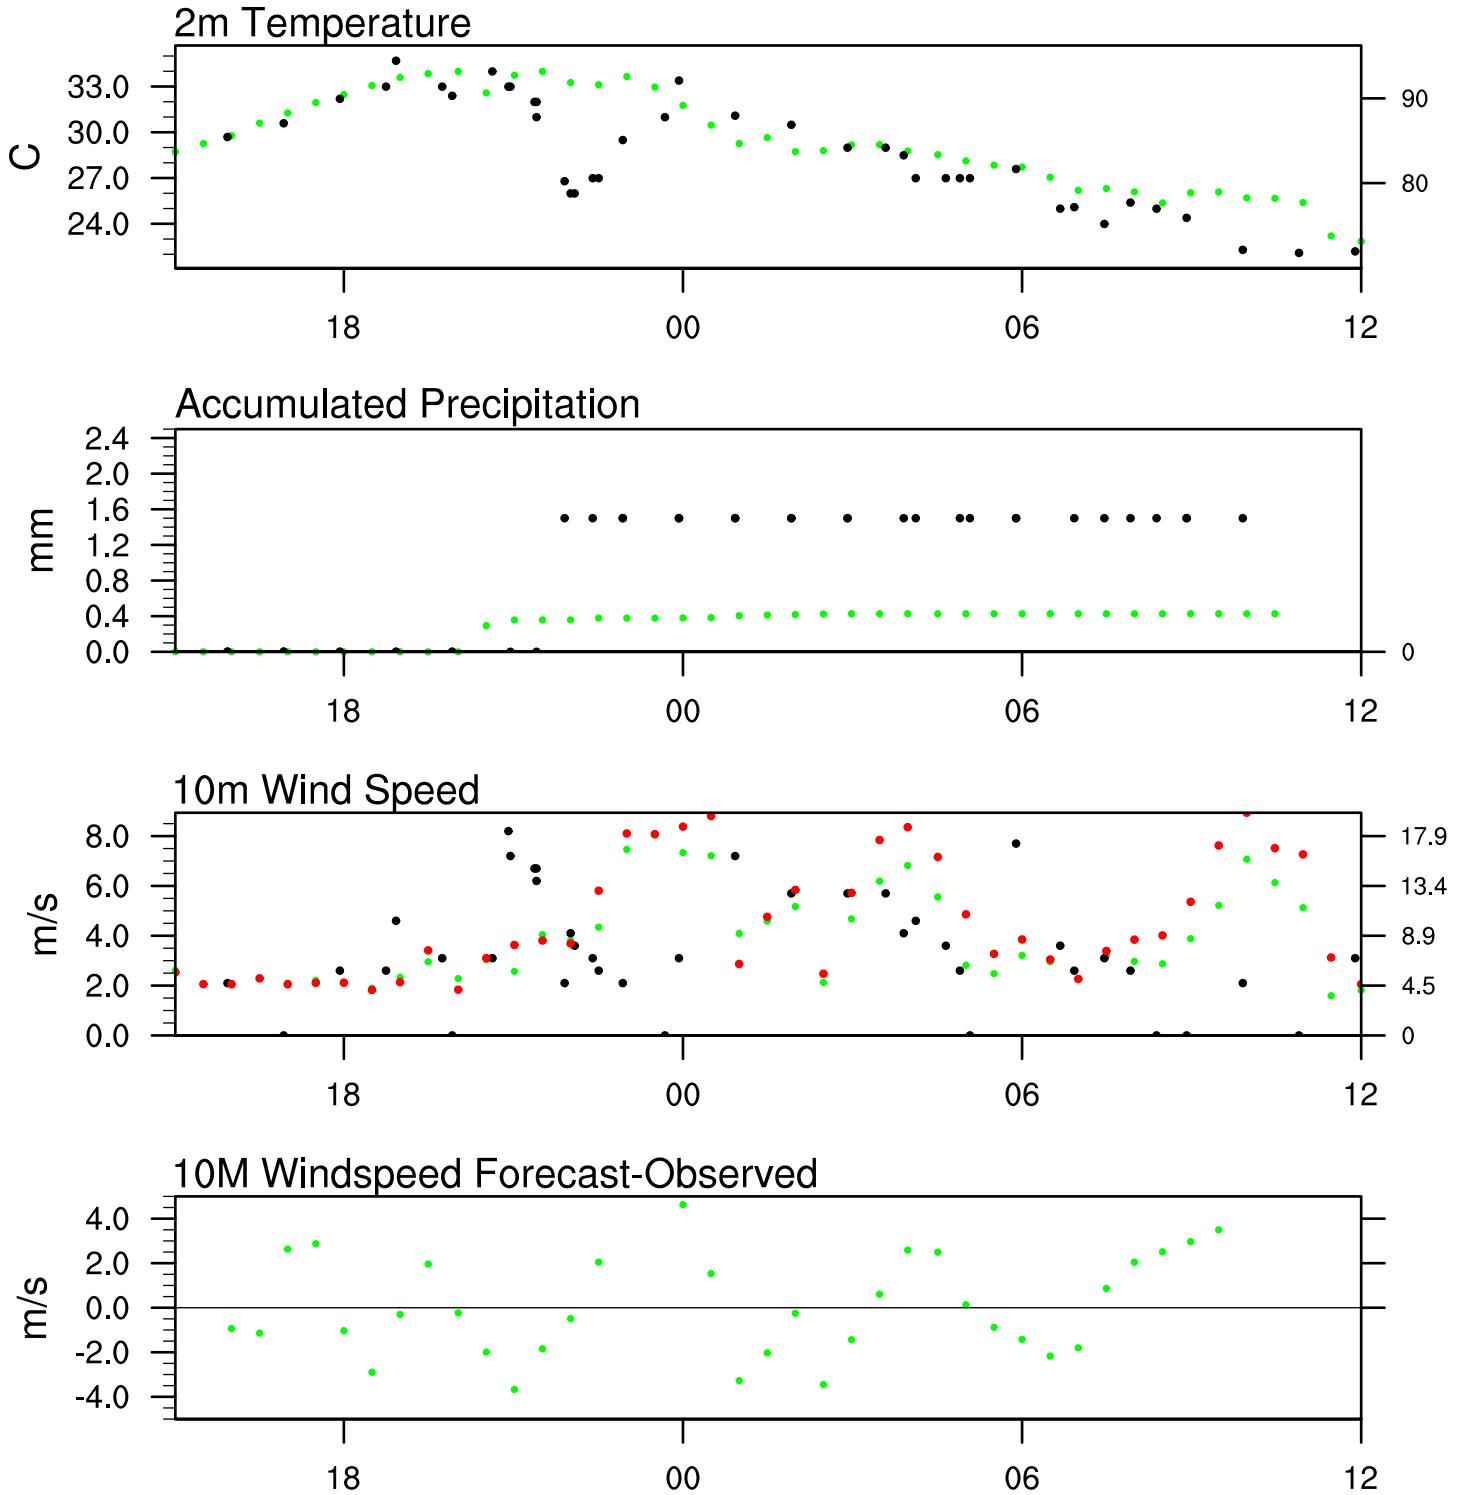 2m Temperature
33.0
30.0
27.0
24.0
C
90
80
18 00 06 12
Accumulated Precipitation
2.4
2.0
1.6
1.2
0.8
0.4
0.0
mm
0
18 00 06 12
10m Wind Speed
8.0
6.0
4.0
2.0
0.0
m/s
17.9
13.4
8.9
4.5
0
18 00 06 12
10M Windspeed Forecast-Observed
4.0
2.0
0.0
-2.0
-4.0
m/s
18 00 06 12